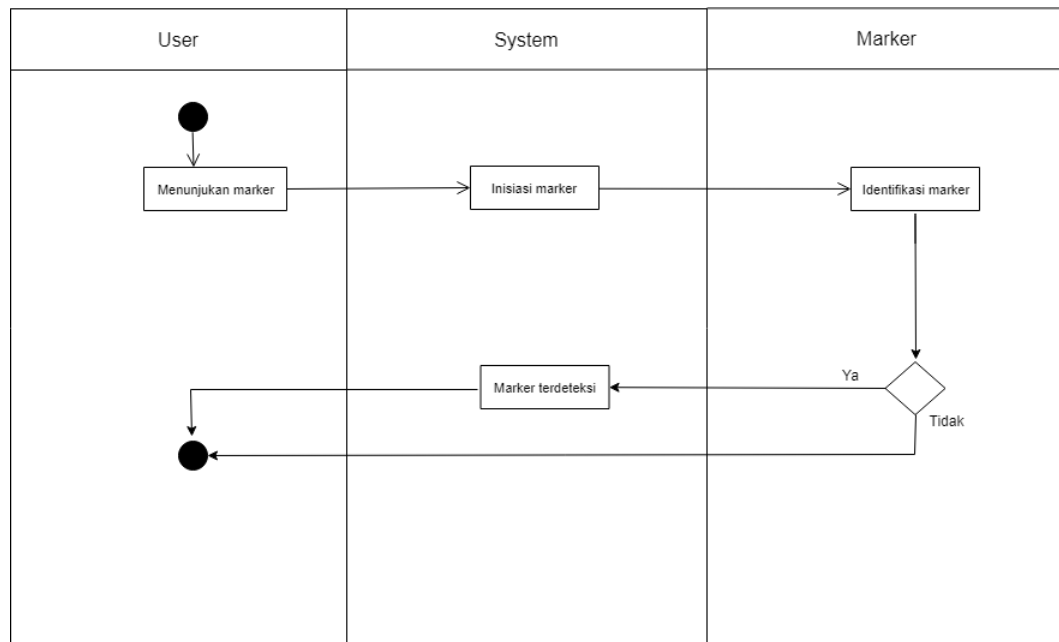 User
System
Marker
Menunjukan marker
Inisiasi marker
Identifikasi marker
Marker terdeteksi
Ya
Tidak